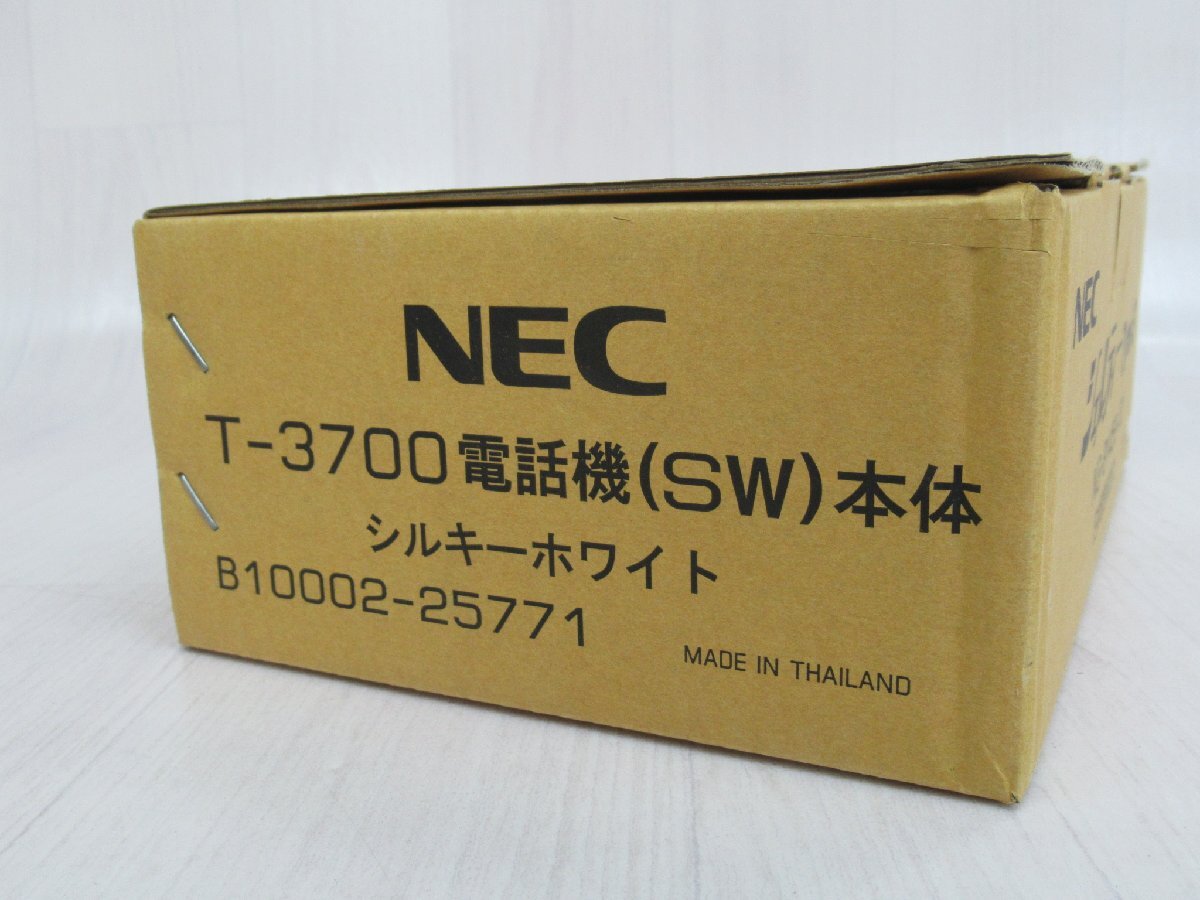 NEC
T-3700電話機(SW)本体
シルキーホワイト
B10002-25771
MADE IN THAILAND
NEC